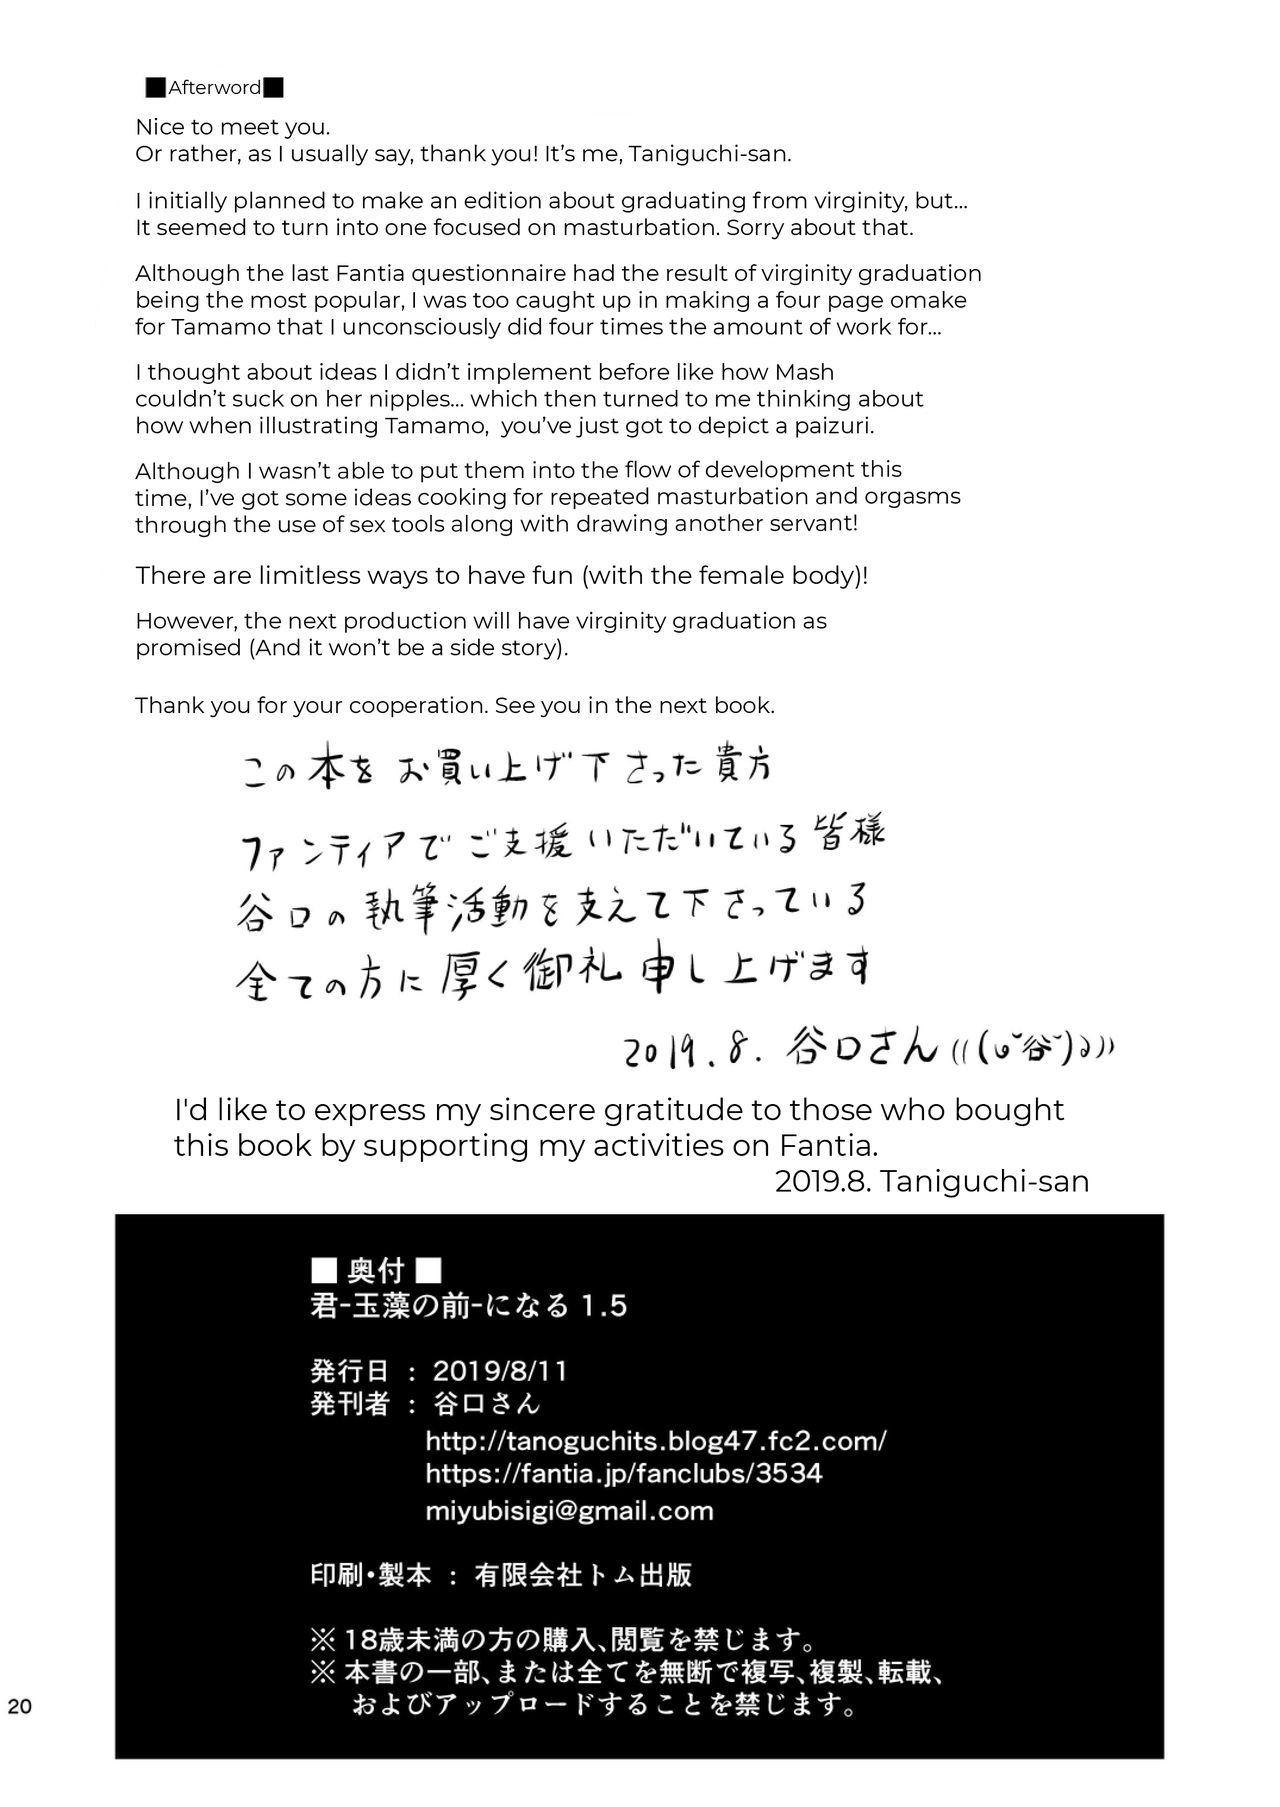 ■Afterword■
Nice to meet you.
Or rather, as I usually say, thank you! It’s me, Taniguchi-san.
I initially planned to make an edition about graduating from virginity, but...
It seemed to turn into one focused on masturbation. Sorry about that.
Although the last Fantia questionnaire had the result of virginity graduation
being the most popular, I was too caught up in making a four page omake
for Tamamo that I unconsciously did four times the amount of work for...
I thought about ideas I didn’t implement before like how Mash
couldn’t suck on her nipples... which then turned to me thinking about
how when illustrating Tamamo, you’ve just got to depict a paizuri.
Although I wasn’t able to put them into the flow of development this
time, I’ve got some ideas cooking for repeated masturbation and orgasms
through the use of sex tools along with drawing another servant!
There are limitless ways to have fun (with the female body)!
However, the next production will have virginity graduation as
promised (And it won’t be a side story).
Thank you for your cooperation. See you in the next book.
この本を お買い上げ下さった貴方
ファンティアでご支援いただいている皆様
谷口の執筆活動を支えて下さっている
全ての方に厚く御礼申し上げます
2019.8. 谷口さん
I'd like to express my sincere gratitude to those who bought
this book by supporting my activities on Fantia.
2019.8. Taniguchi-san
■ 奥付 ■
君-玉藻の前-になる 1.5
発行日 : 2019/8/11
発刊者 : 谷口さん
http://tanoguchits.blog47.fc2.com/
https://fantia.jp/fanclubs/3534
miyubisigi@gmail.com
印刷・製本 : 有限会社トム出版
※ 18歳未満の方の購入、閲覧を禁じます。
※ 本書の一部、または全てを無断で複写、複製、転載、
およびアップロードすることを禁じます。
20